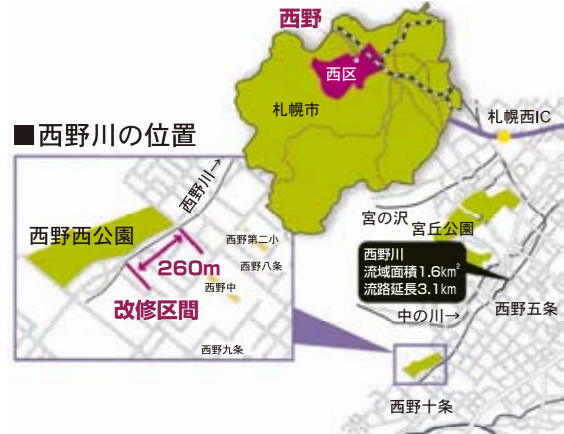 西野
西区
札幌市
■西野川の位置
札幌西IC
西野川→
西野西公園
260m
改修区間
西野第二小
西野八条
西野中
西野九条
宮の沢
宮丘公園
西野川
流域面積1.6km²
流路延長3.1km
中の川→
西野五条
西野十条